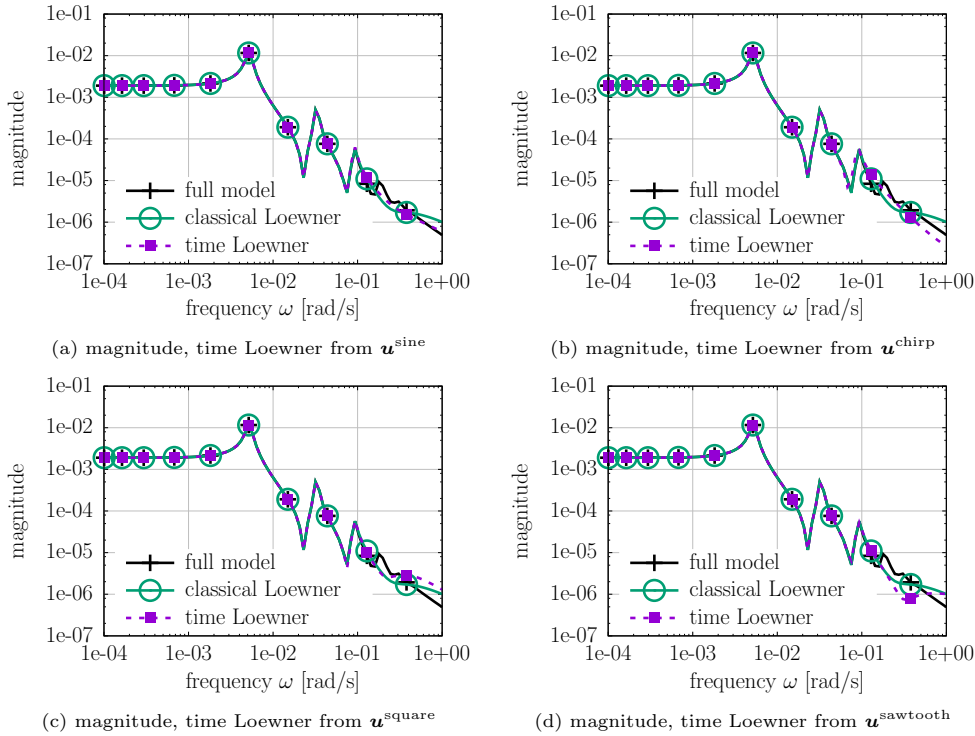 1e-01
1e-02
1e-03
1e-04
1e-05
1e-06
1e-07
magnitude
full model
classical Loewner
time Loewner
1e-04 1e-03 1e-02 1e-01 1e+00
frequency ω [rad/s]
(a) magnitude, time Loewner from u^sine
1e-01
1e-02
1e-03
1e-04
1e-05
1e-06
1e-07
magnitude
full model
classical Loewner
time Loewner
1e-04 1e-03 1e-02 1e-01 1e+00
frequency ω [rad/s]
(b) magnitude, time Loewner from u^chirp
1e-01
1e-02
1e-03
1e-04
1e-05
1e-06
1e-07
magnitude
full model
classical Loewner
time Loewner
1e-04 1e-03 1e-02 1e-01 1e+00
frequency ω [rad/s]
(c) magnitude, time Loewner from u^square
1e-01
1e-02
1e-03
1e-04
1e-05
1e-06
1e-07
magnitude
full model
classical Loewner
time Loewner
1e-04 1e-03 1e-02 1e-01 1e+00
frequency ω [rad/s]
(d) magnitude, time Loewner from u^sawtooth